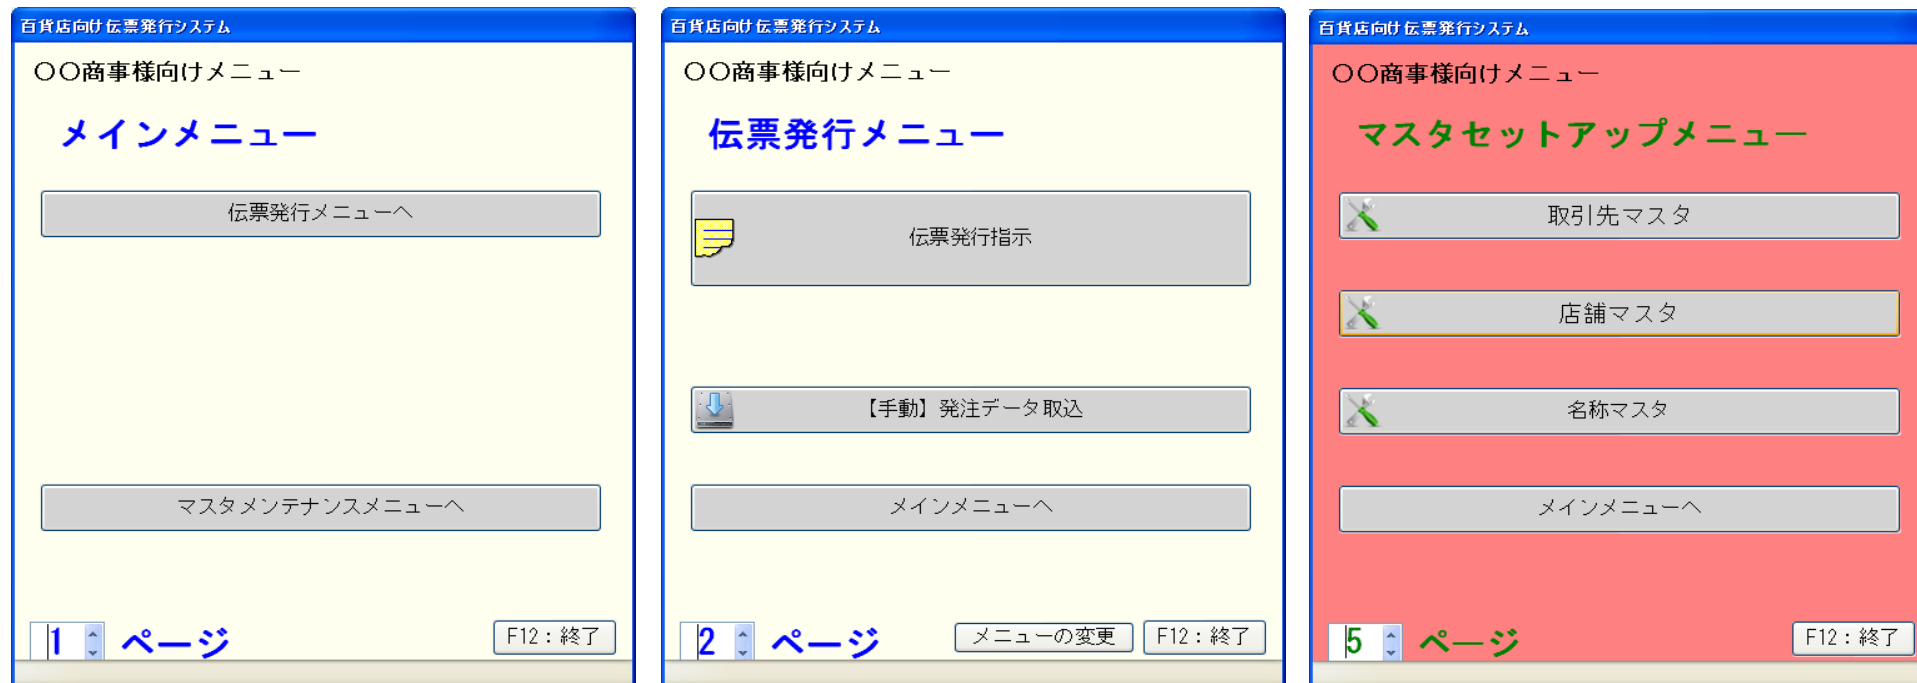 百貨店向け伝票発行システム
〇〇商事様向けメニュー
メインメニュー
伝票発行メニューへ
マスタメンテナンスメニューへ
1 ページ
F12：終了
百貨店向け伝票発行システム
〇〇商事様向けメニュー
伝票発行メニュー
伝票発行指示
【手動】発注データ取込
メインメニューへ
2 ページ
メニューの変更
F12：終了
百貨店向け伝票発行システム
〇〇商事様向けメニュー
マスタセットアップメニュー
取引先マスタ
店舗マスタ
名称マスタ
メインメニューへ
5 ページ
F12：終了